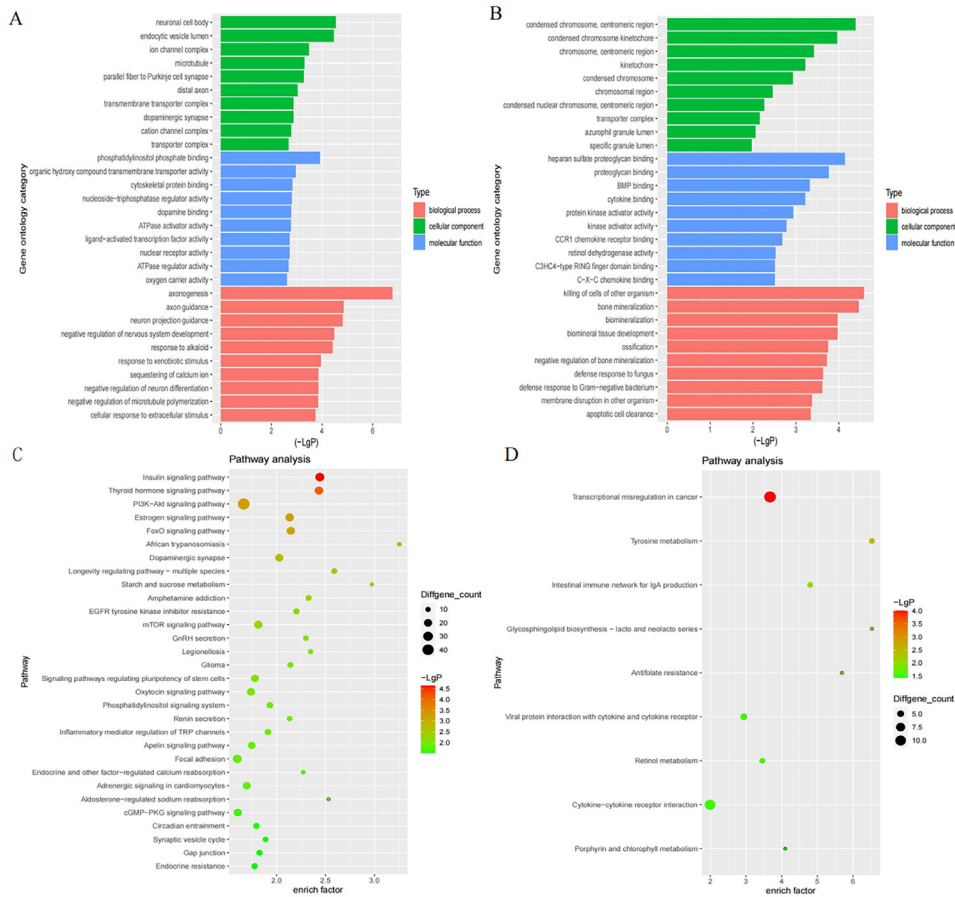 A
neuronal cell body
endocytic vesicle lumen
ion channel complex
microtubule
parallel fiber to Purkinje cell synapse
distal axon
transmembrane transporter complex
dopaminergic synapse
cation channel complex
transporter complex
phosphatidylinositol phosphate binding
organic hydroxy compound transmembrane transporter activity
cytoskeletal protein binding
nucleoside-triphosphatase regulator activity
dopamine binding
ATPase activator activity
ligand-activated transcription factor activity
nuclear receptor activity
ATPase regulator activity
oxygen carrier activity
axonogenesis
axon guidance
neuron projection guidance
negative regulation of nervous system development
response to alkaloid
response to xenobiotic stimulus
sequestering of calcium ion
negative regulation of neuron differentiation
negative regulation of microtubule polymerization
cellular response to extracellular stimulus
Gene ontology category
0 2 4 6
(-LgP)
Type
biological process
cellular component
molecular function
B
condensed chromosome, centromeric region
condensed chromosome kinetochore
chromosome, centromeric region
kinetochore
condensed chromosome
chromosomal region
condensed nuclear chromosome, centromeric region
transporter complex
azurophil granule lumen
specific granule lumen
heparan sulfate proteoglycan binding
proteoglycan binding
BMP binding
cytokine binding
protein kinase activator activity
kinase activator activity
CCR1 chemokine receptor binding
retinol dehydrogenase activity
C3HC4-type RING finger domain binding
C-X-C chemokine binding
killing of cells of other organism
bone mineralization
biomineralization
biomineral tissue development
ossification
negative regulation of bone mineralization
defense response to fungus
defense response to Gram-negative bacterium
membrane disruption in other organism
apoptotic cell clearance
Gene ontology category
0 1 2 3 4
(-LgP)
Type
biological process
cellular component
molecular function
C
Pathway analysis
Insulin signaling pathway
Thyroid hormone signaling pathway
PI3K-Akt signaling pathway
Estrogen signaling pathway
FoxO signaling pathway
African trypanosomiasis
Dopaminergic synapse
Longevity regulating pathway - multiple species
Starch and sucrose metabolism
Amphetamine addiction
EGFR tyrosine kinase inhibitor resistance
mTOR signaling pathway
GnRH secretion
Legionellosis
Glioma
Signaling pathways regulating pluripotency of stem cells
Oxytocin signaling pathway
Phosphatidylinositol signaling system
Renin secretion
Inflammatory mediator regulation of TRP channels
Apelin signaling pathway
Focal adhesion
Endocrine and other factor-regulated calcium reabsorption
Adrenergic signaling in cardiomyocytes
Aldosterone-regulated sodium reabsorption
cGMP-PKG signaling pathway
Circadian entrainment
Synaptic vesicle cycle
Gap junction
Endocrine resistance
Pathway
2.0 2.5 3.0
enrich factor
Diffgene_count
10
20
30
40
-LgP
4.5
4.0
3.5
3.0
2.5
2.0
D
Pathway analysis
Transcriptional misregulation in cancer
Tyrosine metabolism
Intestinal immune network for IgA production
Glycosphingolipid biosynthesis - lacto and neolacto series
Antifolate resistance
Viral protein interaction with cytokine and cytokine receptor
Retinol metabolism
Cytokine-cytokine receptor interaction
Porphyrin and chlorophyll metabolism
Pathway
2 3 4 5 6
enrich factor
-LgP
4.0
3.5
3.0
2.5
2.0
1.5
Diffgene_count
5.0
7.5
10.0